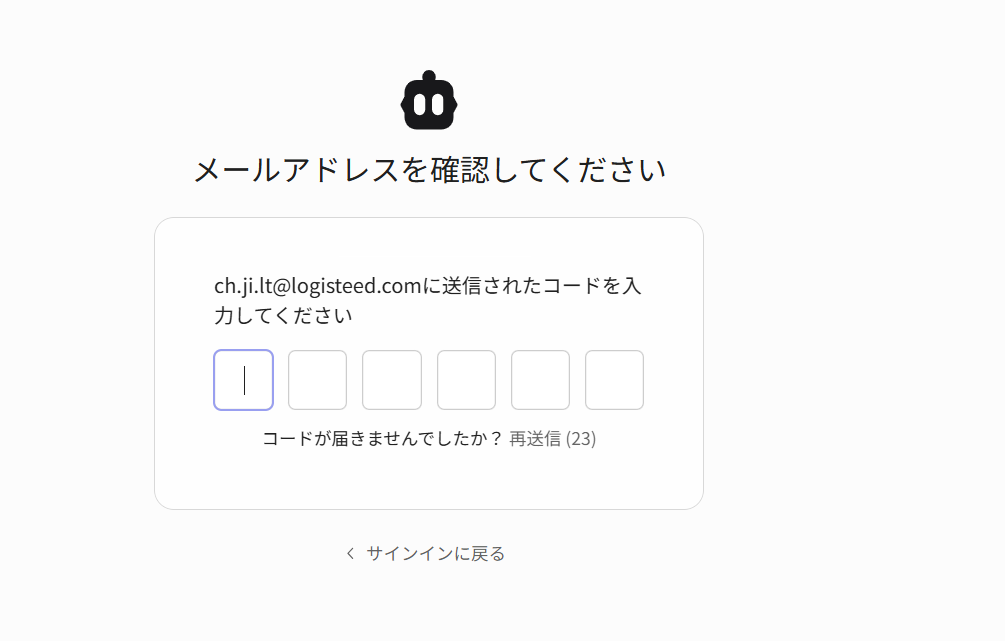 メールアドレスを確認してください
ch.ji.lt@logisteed.comに送信されたコードを入
力してください
コードが届きませんでしたか？ 再送信 (23)
サインインに戻る